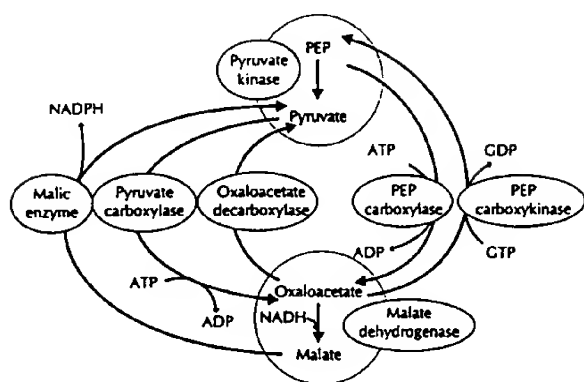 PEP
Pyruvate
kinase
Pyruvate
NADPH
ATP
GDP
Malic
enzyme
Pyruvate
carboxylase
Oxaloacetate
decarboxylase
PEP
carboxylase
PEP
carboxykinase
ADP
GTP
ATP
ADP
Oxaloacetate
NADH
Malate
Malate
dehydrogenase